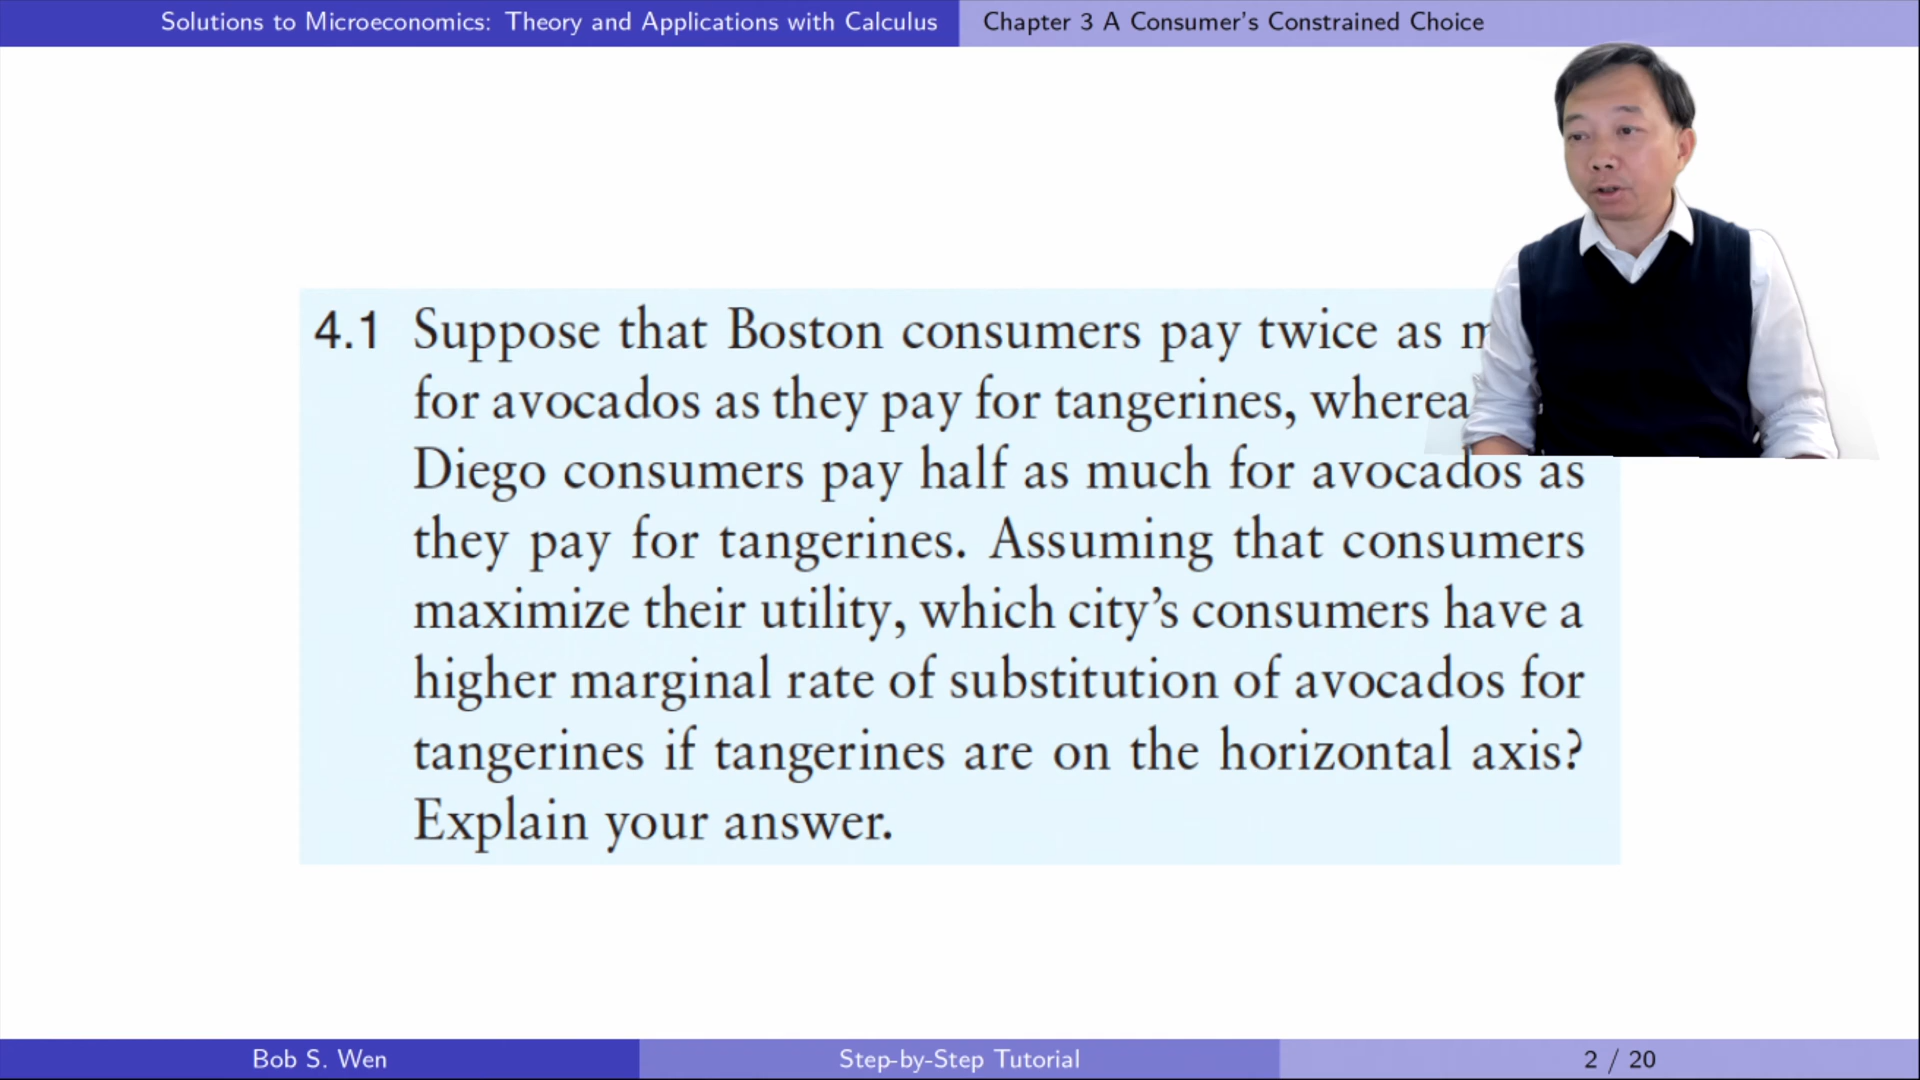 Solutions to Microeconomics: Theory and Applications with Calculus
Chapter 3 A Consumer's Constrained Choice
4.1 Suppose that Boston consumers pay twice as
for avocados as they pay for tangerines,
Diego consumers pay half as much for avocados as
they pay for tangerines. Assuming that consumers
maximize their utility, which city's consumers have a
higher marginal rate of substitution of avocados for
tangerines if tangerines are on the horizontal axis?
Explain your answer.
Bob S. Wen
Step-by-Step Tutorial
2 / 20